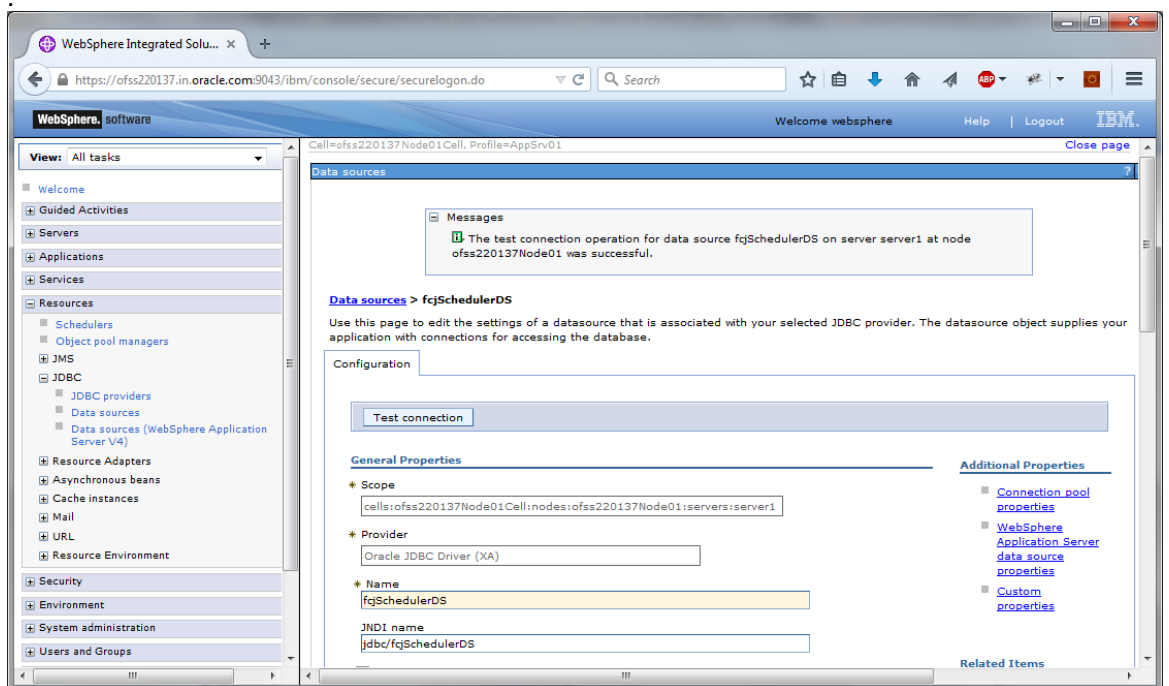 .
WebSphere Integrated Solu... ×
+
https://ofss220137.in.oracle.com:9043/ibm/console/secure/securelogon.do
Search
ABP
WebSphere. software
Welcome websphere
Help | Logout
IBM.
View: All tasks
Welcome
Guided Activities
Servers
Applications
Services
Resources
Schedulers
Object pool managers
JMS
JDBC
JDBC providers
Data sources
Data sources (WebSphere Application
Server V4)
Resource Adapters
Asynchronous beans
Cache instances
Mail
URL
Resource Environment
Security
Environment
System administration
Users and Groups
Cell=ofss220137Node01Cell, Profile=AppSrv01
Close page
Data sources
?
Messages
The test connection operation for data source fcjSchedulerDS on server server1 at node
ofss220137Node01 was successful.
Data sources > fcjSchedulerDS
Use this page to edit the settings of a datasource that is associated with your selected JDBC provider. The datasource object supplies your
application with connections for accessing the database.
Configuration
Test connection
General Properties
* Scope
cells:ofss220137Node01Cell:nodes:ofss220137Node01:servers:server1
* Provider
Oracle JDBC Driver (XA)
* Name
fcjSchedulerDS
JNDI name
jdbc/fcjSchedulerDS
Additional Properties
Connection pool
properties
WebSphere
Application Server
data source
properties
Custom
properties
Related Items